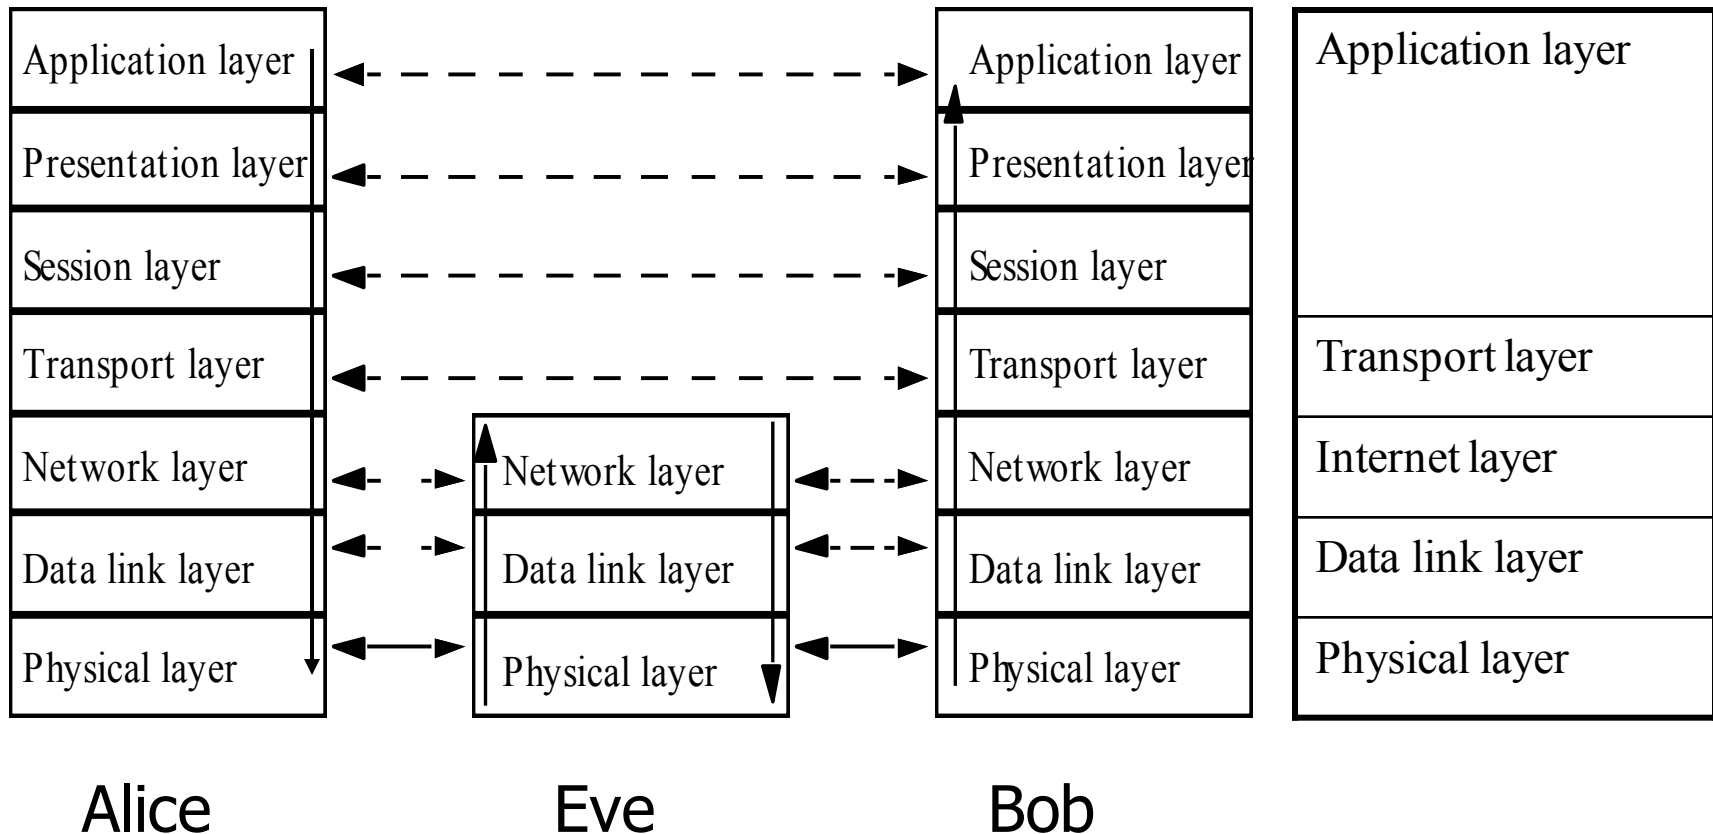 Application layer
Presentation layer
Session layer
Transport layer
Network layer
Data link layer
Physical layer
Network layer
Data link layer
Physical layer
Application layer
Presentation layer
Session layer
Transport layer
Network layer
Data link layer
Physical layer
Application layer
Transport layer
Internet layer
Data link layer
Physical layer
Alice
Eve
Bob